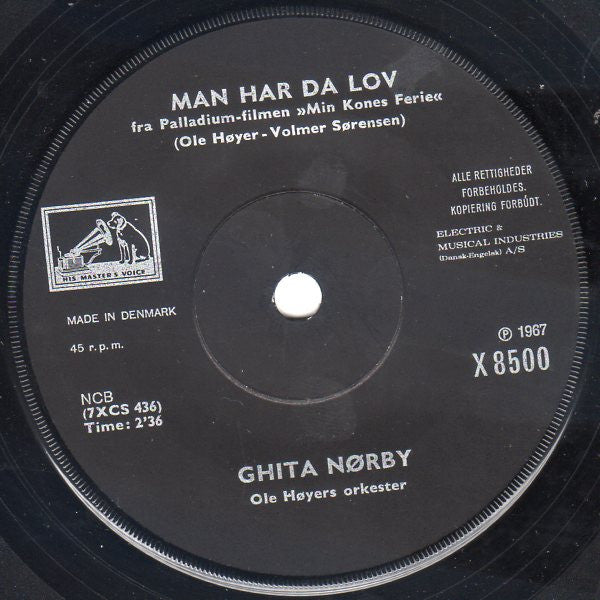 MAN HAR DA LOV
fra Palladium-filmen »Min Kones Ferie«
(Ole Høyer - Volmer Sørensen)
ALLE RETTIGHEDER
FORBEHOLDES.
KOPIERING FORBUDT.
ELECTRIC &
MUSICAL INDUSTRIES
(Dansk-Engelsk) A/S
HIS MASTER'S VOICE
MADE IN DENMARK
45 r.p.m.
℗ 1967
X 8500
NCB
(7XCS 436)
Time: 2'36
GHITA NØRBY
Ole Høyers orkester